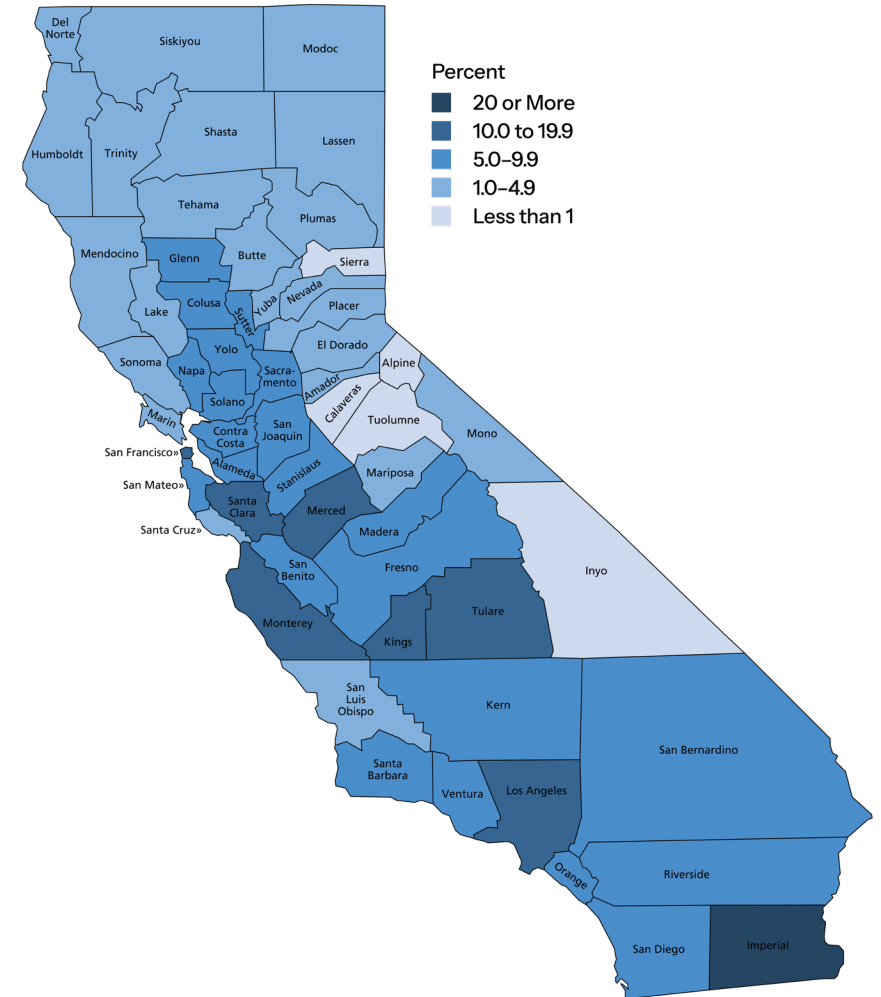 Del
Norte
Siskiyou
Modoc
Percent
20 or More
10.0 to 19.9
5.0–9.9
1.0–4.9
Less than 1
Humboldt
Trinity
Shasta
Lassen
Tehama
Plumas
Mendocino
Glenn
Butte
Sierra
Lake
Colusa
Sutter
Yuba
Nevada
Placer
Sonoma
Napa
Yolo
Sacra-
mento
El Dorado
Amador
Alpine
Solano
Calaveras
Tuolumne
Mono
Marin
Contra
Costa
San
Joaquin
San Francisco»
Alameda
Stanislaus
Mariposa
San Mateo»
Santa
Clara
Merced
Santa Cruz»
Madera
San
Benito
Fresno
Inyo
Monterey
Kings
Tulare
San
Luis
Obispo
Kern
San Bernardino
Santa
Barbara
Ventura
Los Angeles
Orange
Riverside
San Diego
Imperial